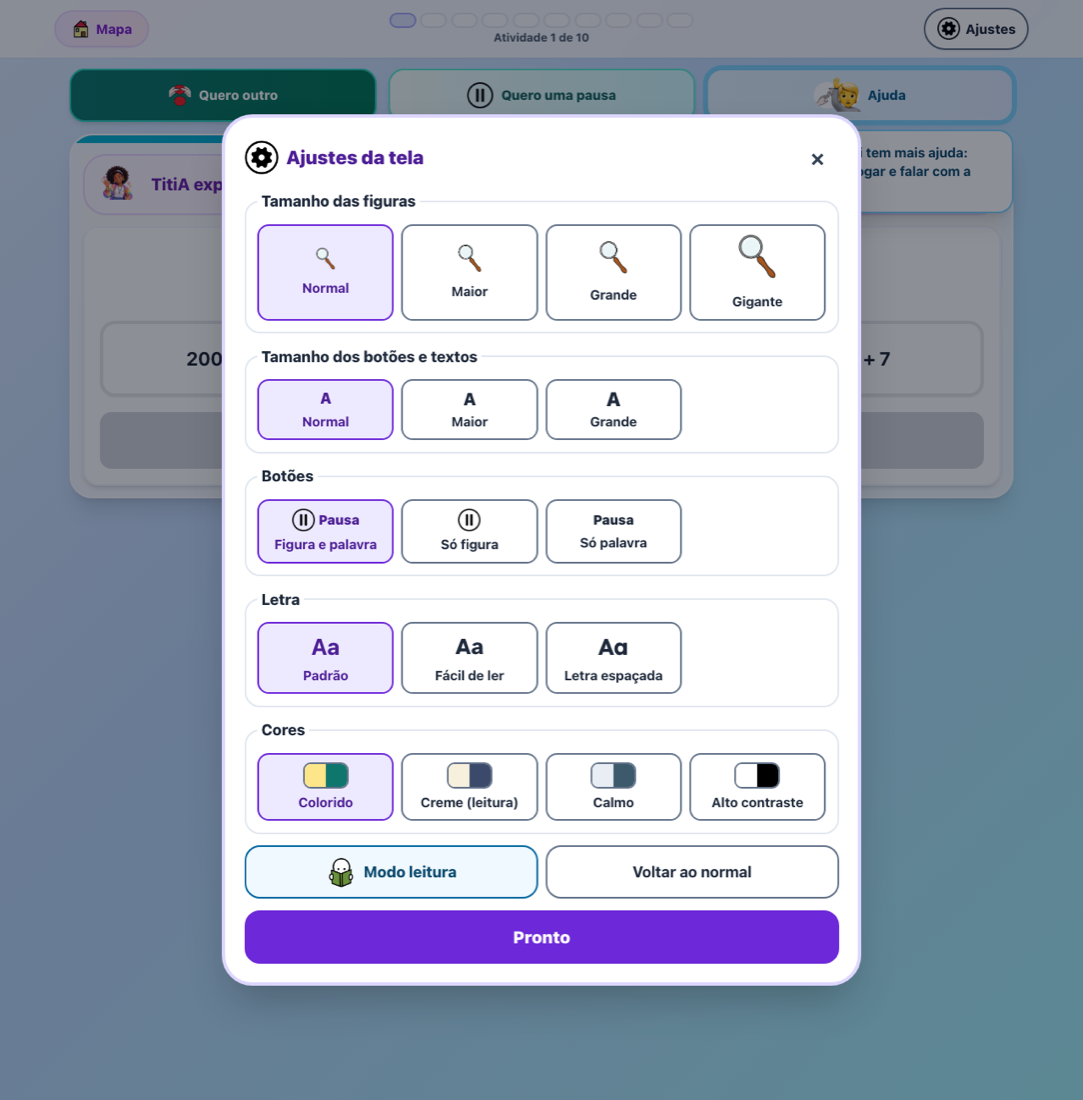 Mapa
Atividade 1 de 10
Ajustes
Quero outro
Quero uma pausa
Ajuda
Ajustes da tela
×
tem mais ajuda:
e falar com a
TitiA
Tamanho das figuras
Normal
Maior
Grande
Gigante
Tamanho dos botões e textos
A
Normal
A
Maior
A
Grande
200
+ 7
Botões
Pausa
Figura e palavra
Só figura
Pausa
Só palavra
Letra
Aa
Padrão
Aa
Fácil de ler
Aa
Letra espaçada
Cores
Colorido
Creme (leitura)
Calmo
Alto contraste
Modo leitura
Voltar ao normal
Pronto